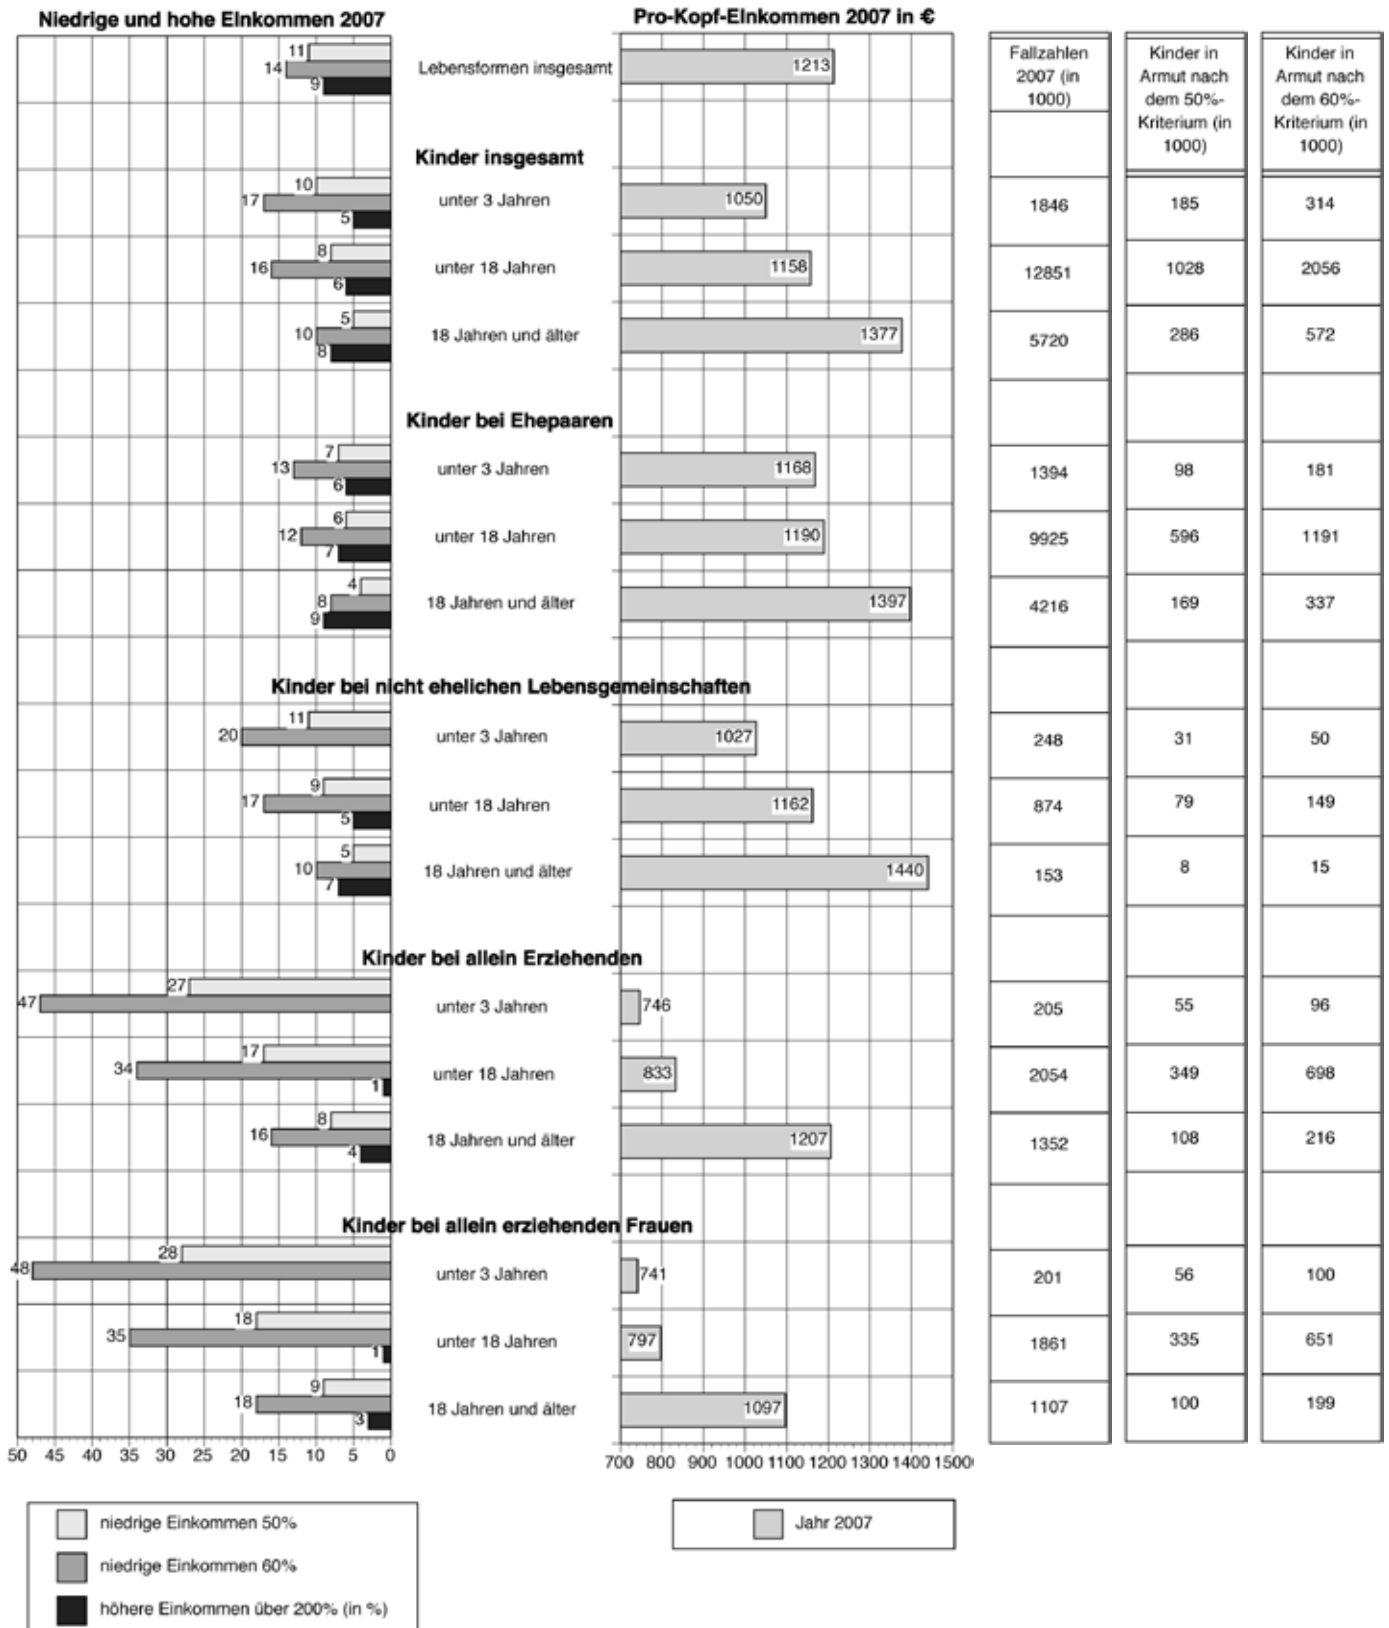 Niedrige und hohe EInkommen 2007
Pro-Kopf-EInkommen 2007 in €
Fallzahlen
2007 (in
1000)
Kinder in
Armut nach
dem 50%-
Kriterium (in
1000)
Kinder in
Armut nach
dem 60%-
Kriterium (in
1000)
11
14
9
Lebensformen insgesamt
1213
Kinder insgesamt
10
17
5
unter 3 Jahren
1050
1846
185
314
8
16
6
unter 18 Jahren
1158
12851
1028
2056
5
10
8
18 Jahren und älter
1377
5720
286
572
Kinder bei Ehepaaren
7
13
6
unter 3 Jahren
1168
1394
98
181
6
12
7
unter 18 Jahren
1190
9925
596
1191
4
8
9
18 Jahren und älter
1397
4216
169
337
Kinder bei nicht ehelichen Lebensgemeinschaften
11
20
unter 3 Jahren
1027
248
31
50
9
17
5
unter 18 Jahren
1162
874
79
149
5
10
7
18 Jahren und älter
1440
153
8
15
Kinder bei allein Erziehenden
27
47
unter 3 Jahren
746
205
55
96
17
34
1
unter 18 Jahren
833
2054
349
698
8
16
4
18 Jahren und älter
1207
1352
108
216
Kinder bei allein erziehenden Frauen
28
48
unter 3 Jahren
741
201
56
100
18
35
1
unter 18 Jahren
797
1861
335
651
9
18
3
18 Jahren und älter
1097
1107
100
199
50 45 40 35 30 25 20 15 10 5 0
700 800 900 1000 1100 1200 1300 1400 1500
niedrige Einkommen 50%
niedrige Einkommen 60%
höhere Einkommen über 200% (in %)
Jahr 2007